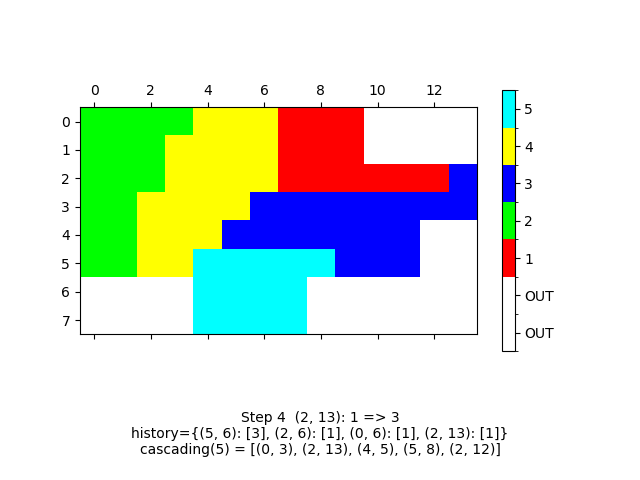 0 2 4 6 8 10 12
0
1
2
3
4
5
6
7
5
4
3
2
1
OUT
OUT
Step 4  (2, 13): 1 => 3
history={(5, 6): [3], (2, 6): [1], (0, 6): [1], (2, 13): [1]}
cascading(5) = [(0, 3), (2, 13), (4, 5), (5, 8), (2, 12)]